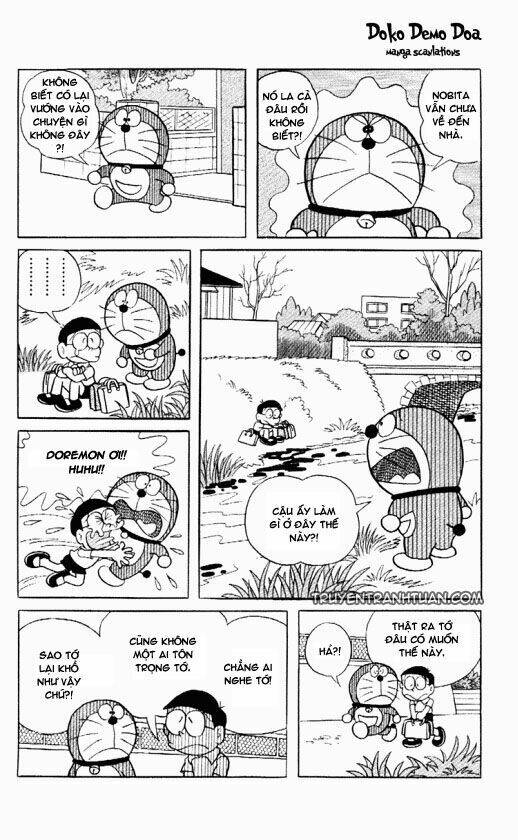 Doko Demo Doa
manga scanlations
NOBITA
VẪN CHƯA
VỀ ĐẾN
NHÀ.
NÓ LA CÀ
ĐÂU RỒI
KHÔNG
BIẾT?!
KHÔNG
BIẾT CÓ LẠI
VƯỚNG VÀO
CHUYỆN GÌ
KHÔNG ĐÂY
?!
CẬU ẤY LÀM
GÌ Ở ĐÂY THẾ
NÀY?!
DOREMON ƠI!!
HUHU!!
THẬT RA TỚ
ĐÂU CÓ MUỐN
THẾ NÀY.
HẢ?!
CHẲNG AI
NGHE TỚ!
CŨNG KHÔNG
MỘT AI TÔN
TRỌNG TỚ.
SAO TỚ
LẠI KHỔ
NHƯ VẬY
CHỨ?!
TRUYENTRANHTUAN.COM